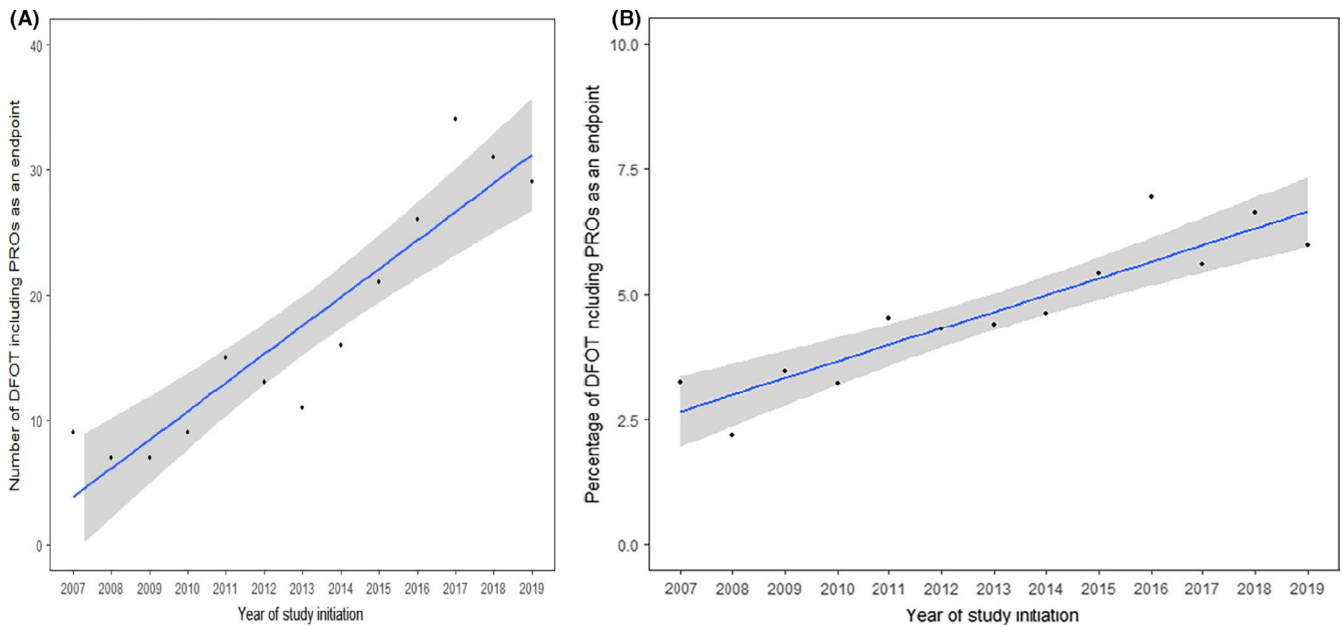 (A)
Number of DFOT including PROs as an endpoint
40
30
20
10
0
2007 2008 2009 2010 2011 2012 2013 2014 2015 2016 2017 2018 2019
Year of study initiation
(B)
Percentage of DFOT ncluding PROs as an endpoint
10.0
7.5
5.0
2.5
0.0
2007 2008 2009 2010 2011 2012 2013 2014 2015 2016 2017 2018 2019
Year of study initiation